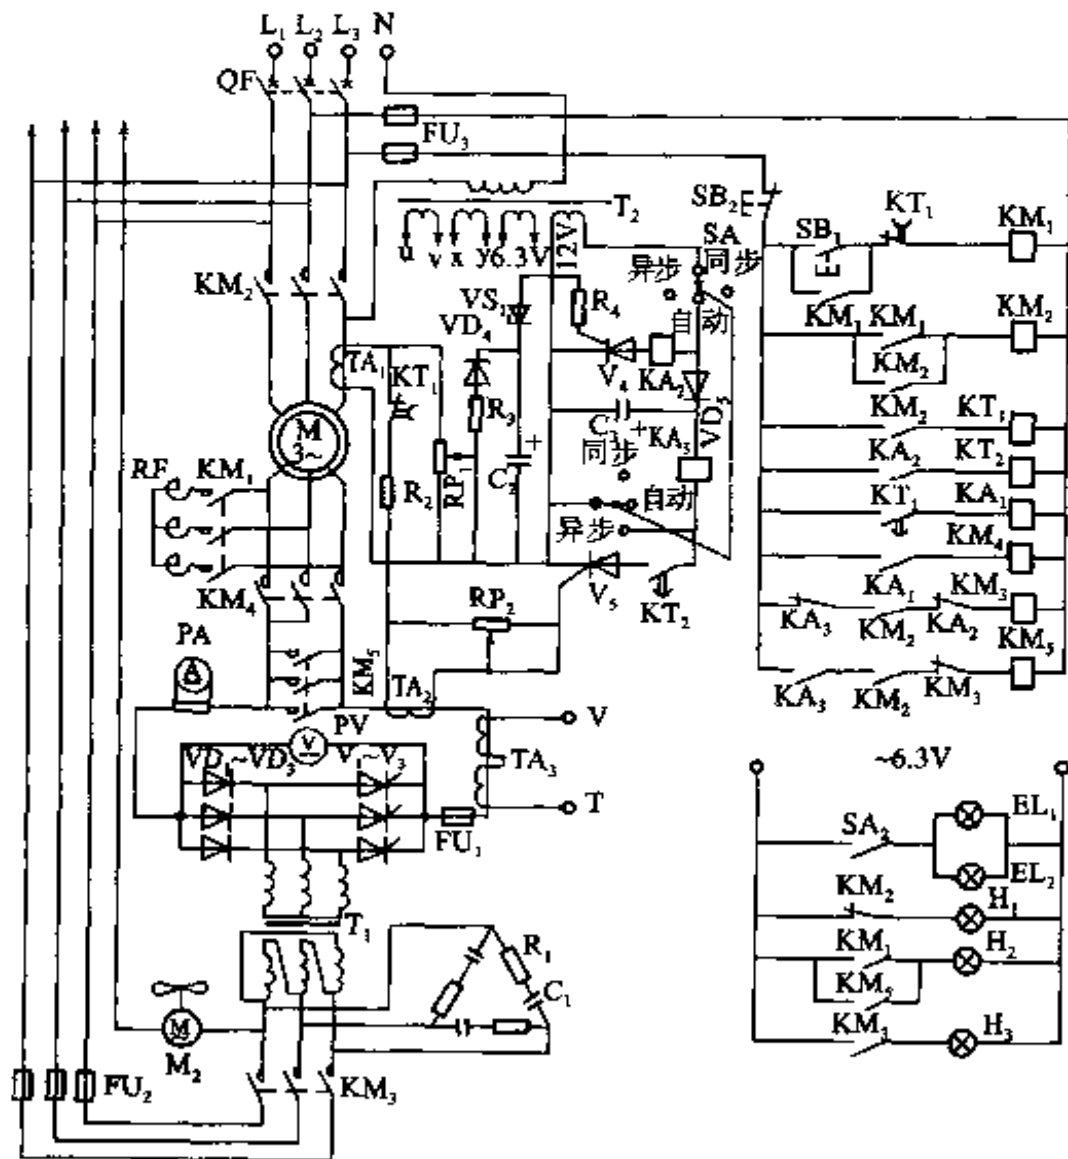 L₁ L₂ L₃ N
QF
FU₃
SB₂
T₂
KT₁
SB₁
KM₁
u v x y 6.3V
12V
SA
异步 同步
自动
KM₂
VS₁
R₄
VD₄
KM₁ KM₁
KM₂
KM₂
TA₁
KT₁
V₄ KA₂
VD₅
R₃
C₃
KA₃
M
3~
KM₂ KT₁
同步
RF KM₁
R₂
RP₁
C₂
自动
KA₂ KT₂
异步
KT₁ KA₁
KM₄
KM₄
V₅ KT₂
RP₂
KA₁ KM₃
KA₃ KM₂ KA₂
KM₅
PA
A
KM₅
TA₂
KA₃ KM₂ KM₃
V
PV
V
VD₁~VD₃ V₁~V₃
TA₃
T
~6.3V
FU₁
SA₂
EL₁
EL₂
KM₂ H₁
T₁
R₁
C₁
KM₁ H₂
KM₅
M
M₂
KM₃ H₃
FU₂
KM₃